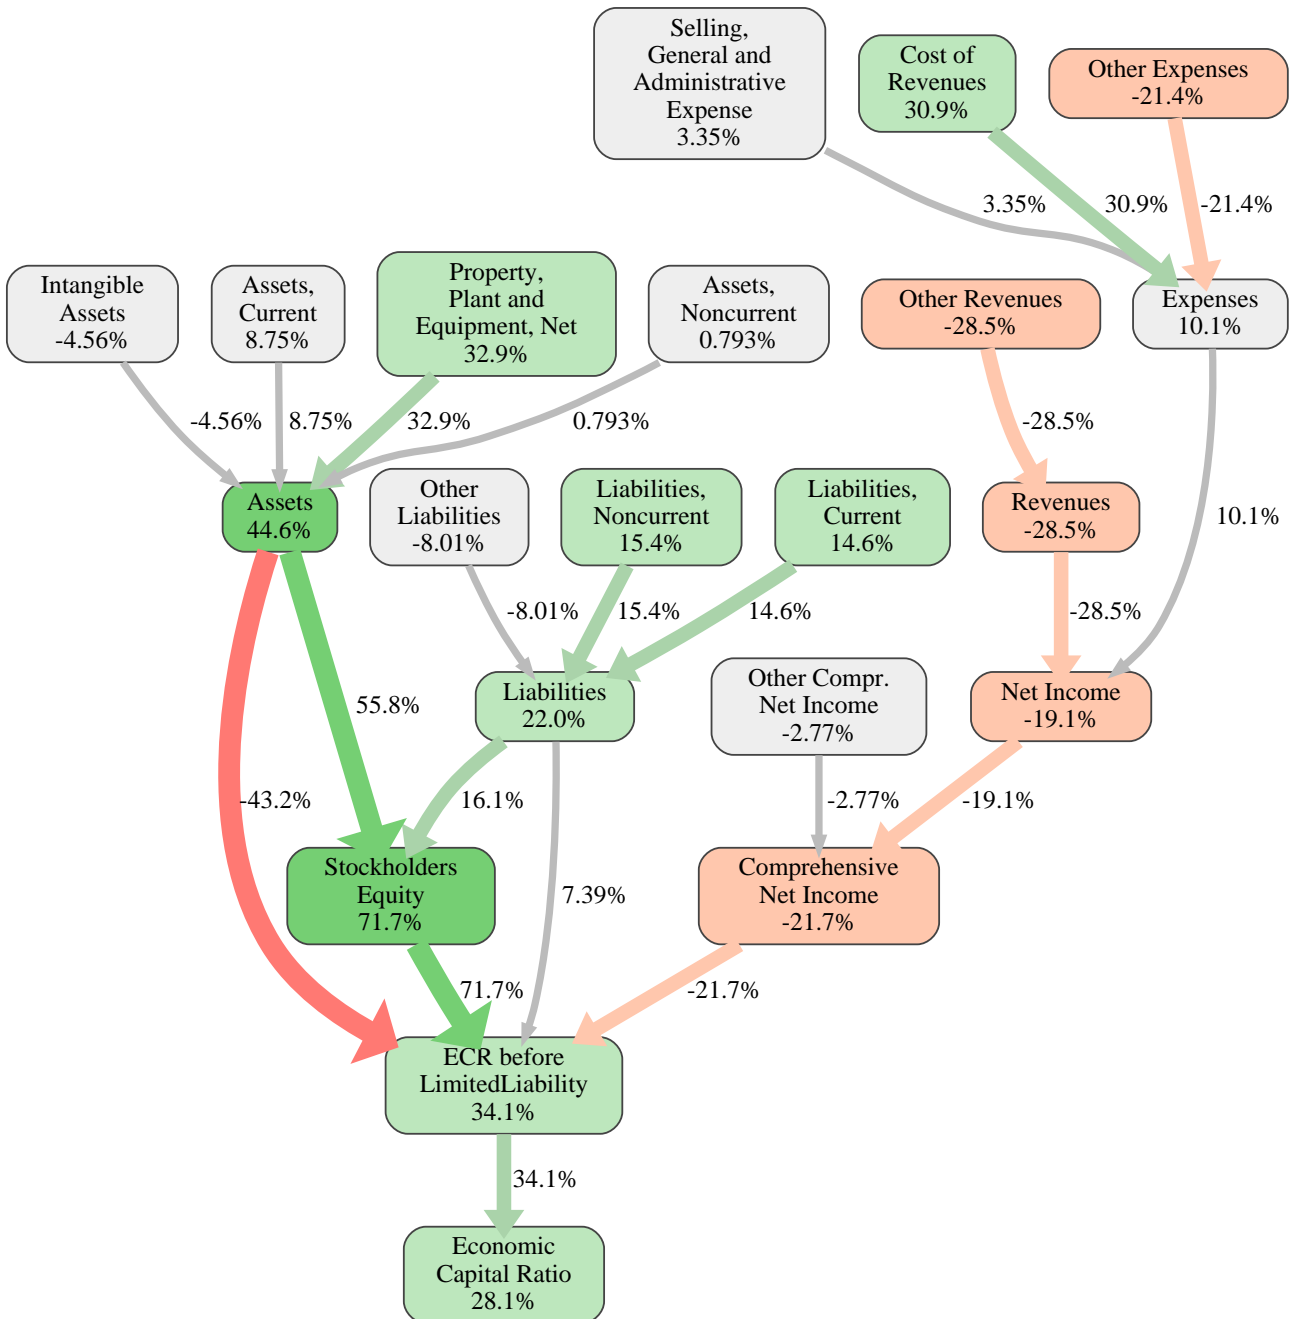 Selling,
General and
Administrative
Expense
3.35%
Cost of
Revenues
30.9%
Other Expenses
-21.4%
3.35%
30.9%
-21.4%
Intangible
Assets
-4.56%
Assets,
Current
8.75%
Property,
Plant and
Equipment, Net
32.9%
Assets,
Noncurrent
0.793%
Other Revenues
-28.5%
Expenses
10.1%
-4.56%
8.75%
32.9%
0.793%
-28.5%
Assets
44.6%
Other
Liabilities
-8.01%
Liabilities,
Noncurrent
15.4%
Liabilities,
Current
14.6%
Revenues
-28.5%
10.1%
-8.01%
15.4%
14.6%
-28.5%
55.8%
Liabilities
22.0%
Other Compr.
Net Income
-2.77%
Net Income
-19.1%
-43.2%
16.1%
-2.77%
-19.1%
Stockholders
Equity
71.7%
7.39%
Comprehensive
Net Income
-21.7%
71.7%
-21.7%
ECR before
LimitedLiability
34.1%
34.1%
Economic
Capital Ratio
28.1%